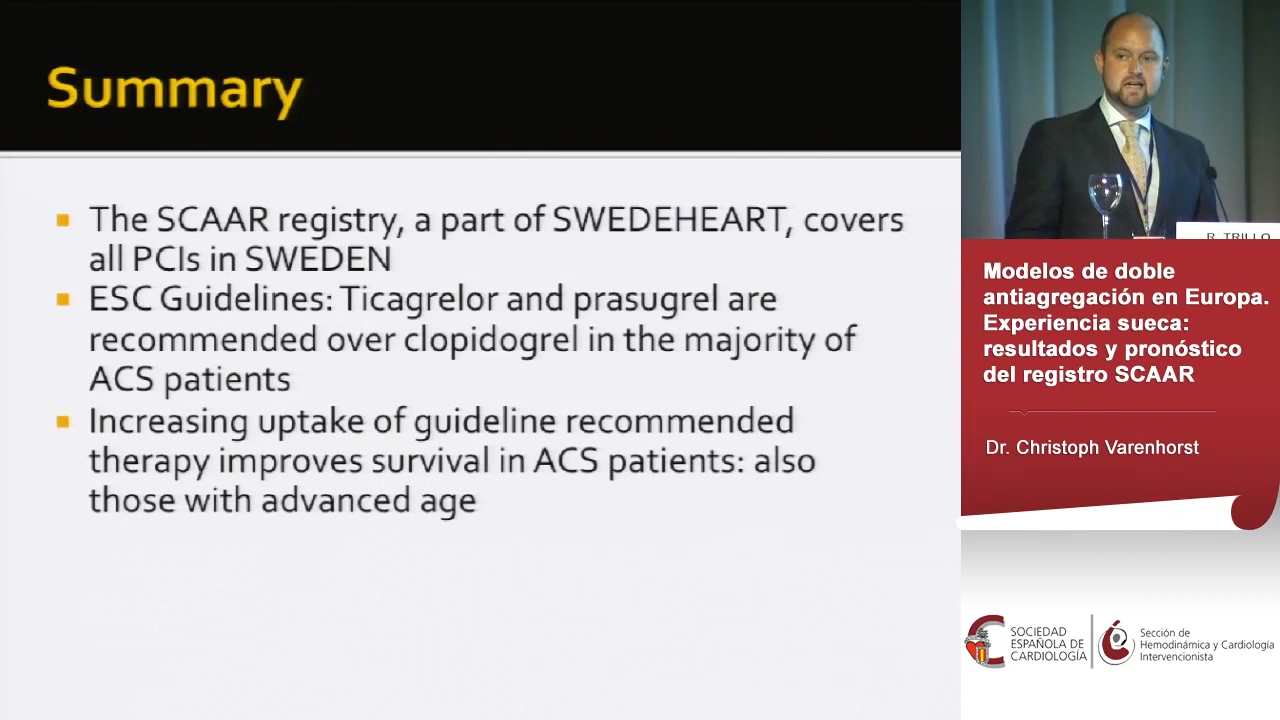 Summary
The SCAAR registry, a part of SWEDEHEART, covers
all PCIs in SWEDEN
ESC Guidelines: Ticagrelor and prasugrel are
recommended over clopidogrel in the majority of
ACS patients
Increasing uptake of guideline recommended
therapy improves survival in ACS patients: also
those with advanced age
R. TRILLO
Modelos de doble
antiagregación en Europa.
Experiencia sueca:
resultados y pronóstico
del registro SCAAR
Dr. Christoph Varenhorst
SOCIEDAD
ESPAÑOLA DE
CARDIOLOGÍA
Sección de
Hemodinámica y Cardiología
Intervencionista